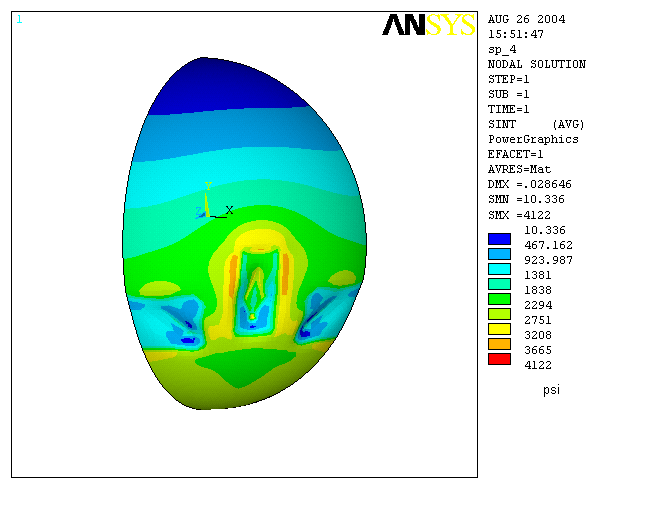 1
ANSYS
AUG 26 2004
15:51:47
sp_4
NODAL SOLUTION
STEP=1
SUB =1
TIME=1
SINT (AVG)
PowerGraphics
EFACET=1
AVRES=Mat
DMX =.028646
SMN =10.336
SMX =4122
Y
Z X
10.336
467.162
923.987
1381
1838
2294
2751
3208
3665
4122
psi